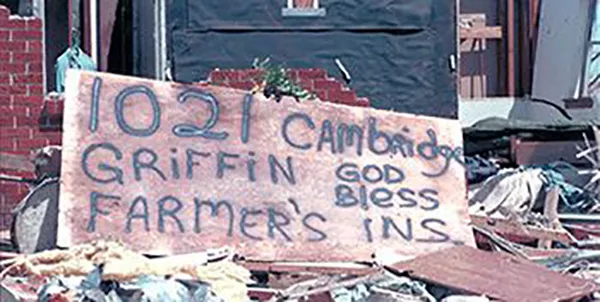 1021 CAmbridge
GRiFFiN GOD
Bless
FARMER'S iNS.